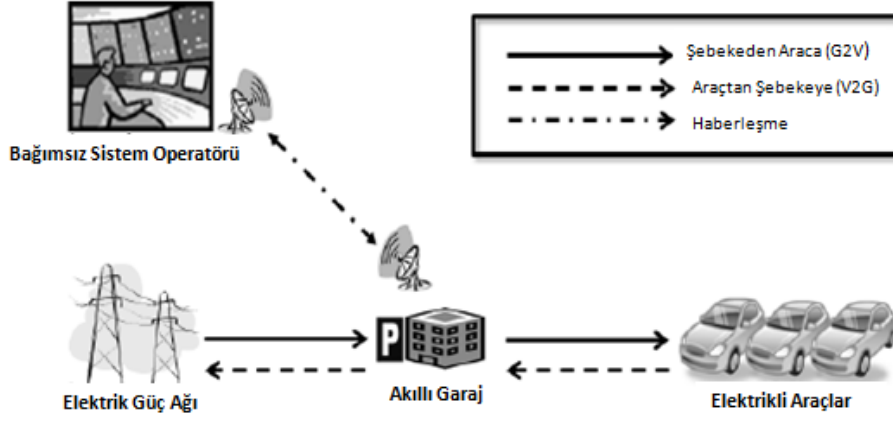 Şebekeden Araca (G2V)
Araçtan Şebekeye (V2G)
Haberleşme
Bağımsız Sistem Operatörü
P
Elektrik Güç Ağı
Akıllı Garaj
Elektrikli Araçlar